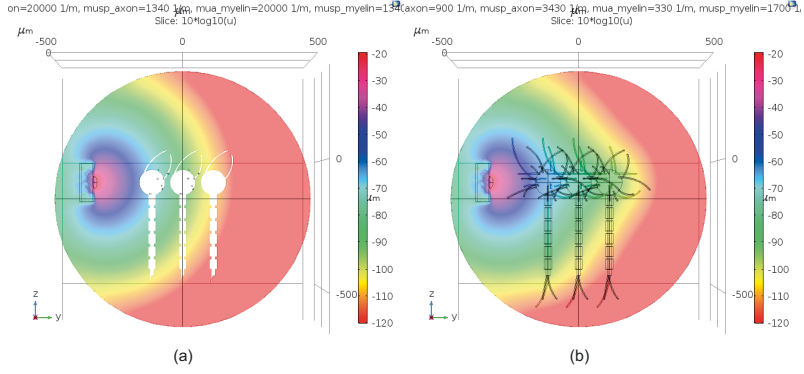 on=20000 1/m, musp_axon=1340 1/m, mua_myelin=20000 1/m, musp_myelin=134
Slice: 10*log10(u)
µm
µm
-500
0
500
0
-500
-20
-30
-40
-50
-60
-70
µm
-80
-90
-100
-110
-120
z
y
(a)
axon=900 1/m, musp_axon=3430 1/m, mua_myelin=330 1/m, musp_myelin=1700 1/
Slice: 10*log10(u)
µm
µm
-500
0
500
0
-500
-20
-30
-40
-50
-60
-70
µm
-80
-90
-100
-110
-120
z
y
(b)